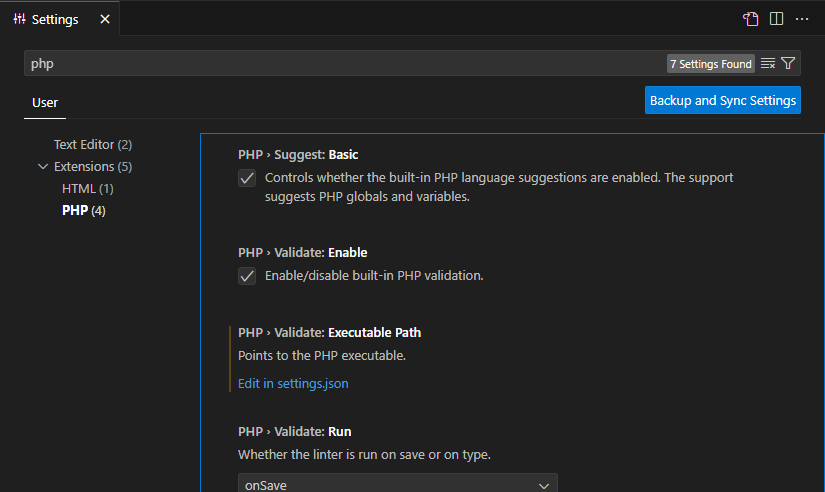 Settings
php
7 Settings Found
User
Backup and Sync Settings
Text Editor (2)
Extensions (5)
HTML (1)
PHP (4)
PHP › Suggest: Basic
Controls whether the built-in PHP language suggestions are enabled. The support
suggests PHP globals and variables.
PHP › Validate: Enable
Enable/disable built-in PHP validation.
PHP › Validate: Executable Path
Points to the PHP executable.
Edit in settings.json
PHP › Validate: Run
Whether the linter is run on save or on type.
onSave